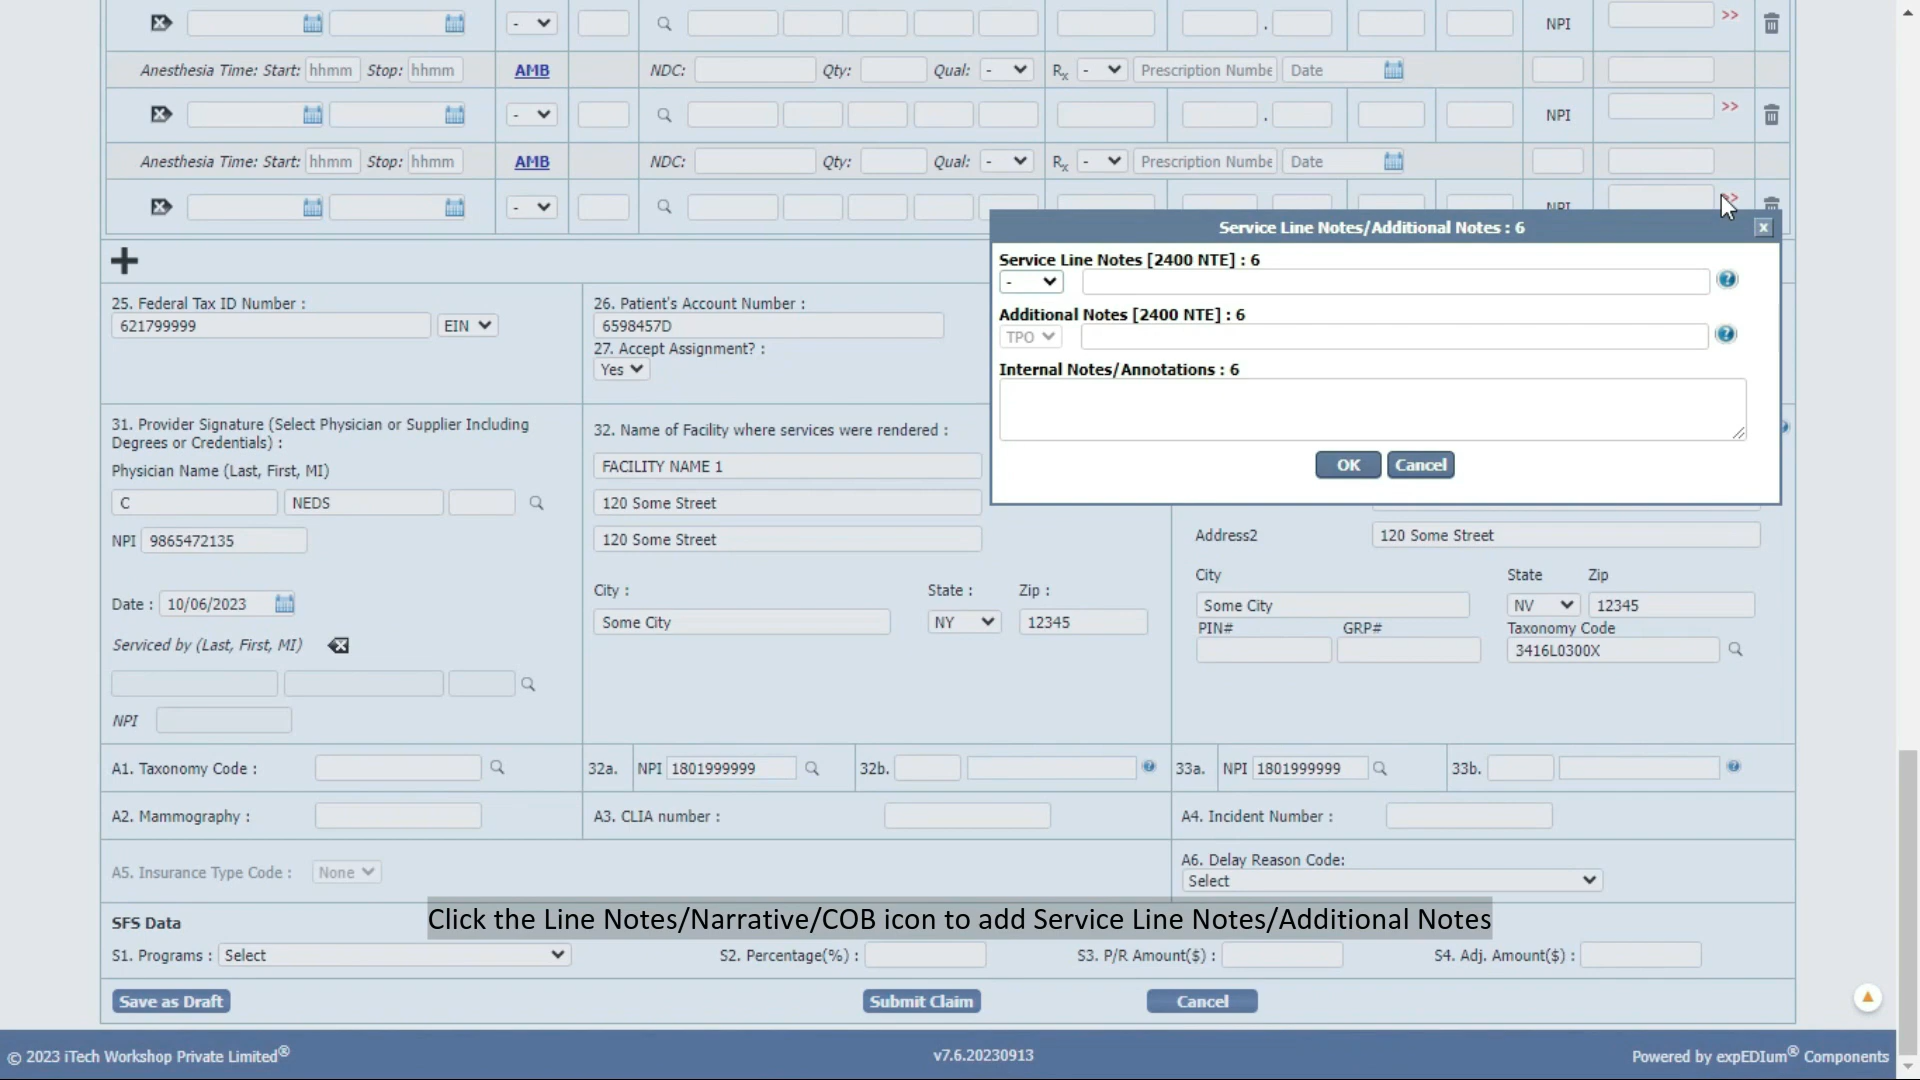 - NPI >>
Anesthesia Time: Start: hhmm Stop: hhmm AMB NDC: Qty: Qual: - Rx - Prescription Numbe Date
- . NPI >>
Anesthesia Time: Start: hhmm Stop: hhmm AMB NDC: Qty: Qual: - Rx - Prescription Numbe Date
- NPI >>
Service Line Notes/Additional Notes : 6 x
Service Line Notes [2400 NTE] : 6
-
Additional Notes [2400 NTE] : 6
TPO
Internal Notes/Annotations : 6
OK Cancel
25. Federal Tax ID Number :
621799999 EIN
26. Patient's Account Number :
6598457D
27. Accept Assignment? :
Yes
31. Provider Signature (Select Physician or Supplier Including
Degrees or Credentials) :
Physician Name (Last, First, MI)
C NEDS
NPI 9865472135
Date : 10/06/2023
Serviced by (Last, First, MI)
NPI
32. Name of Facility where services were rendered :
FACILITY NAME 1
120 Some Street
120 Some Street
City : State : Zip :
Some City NY 12345
Address2 120 Some Street
City State Zip
Some City NV 12345
PIN# GRP# Taxonomy Code
3416L0300X
A1. Taxonomy Code : 32a. NPI 1801999999 32b. 33a. NPI 1801999999 33b.
A2. Mammography : A3. CLIA number : A4. Incident Number :
A5. Insurance Type Code : None A6. Delay Reason Code:
Select
SFS Data
Click the Line Notes/Narrative/COB icon to add Service Line Notes/Additional Notes
S1. Programs : Select S2. Percentage(%) : S3. P/R Amount($) : S4. Adj. Amount($) :
Save as Draft Submit Claim Cancel
© 2023 iTech Workshop Private Limited® v7.6.20230913 Powered by expEDIum® Components